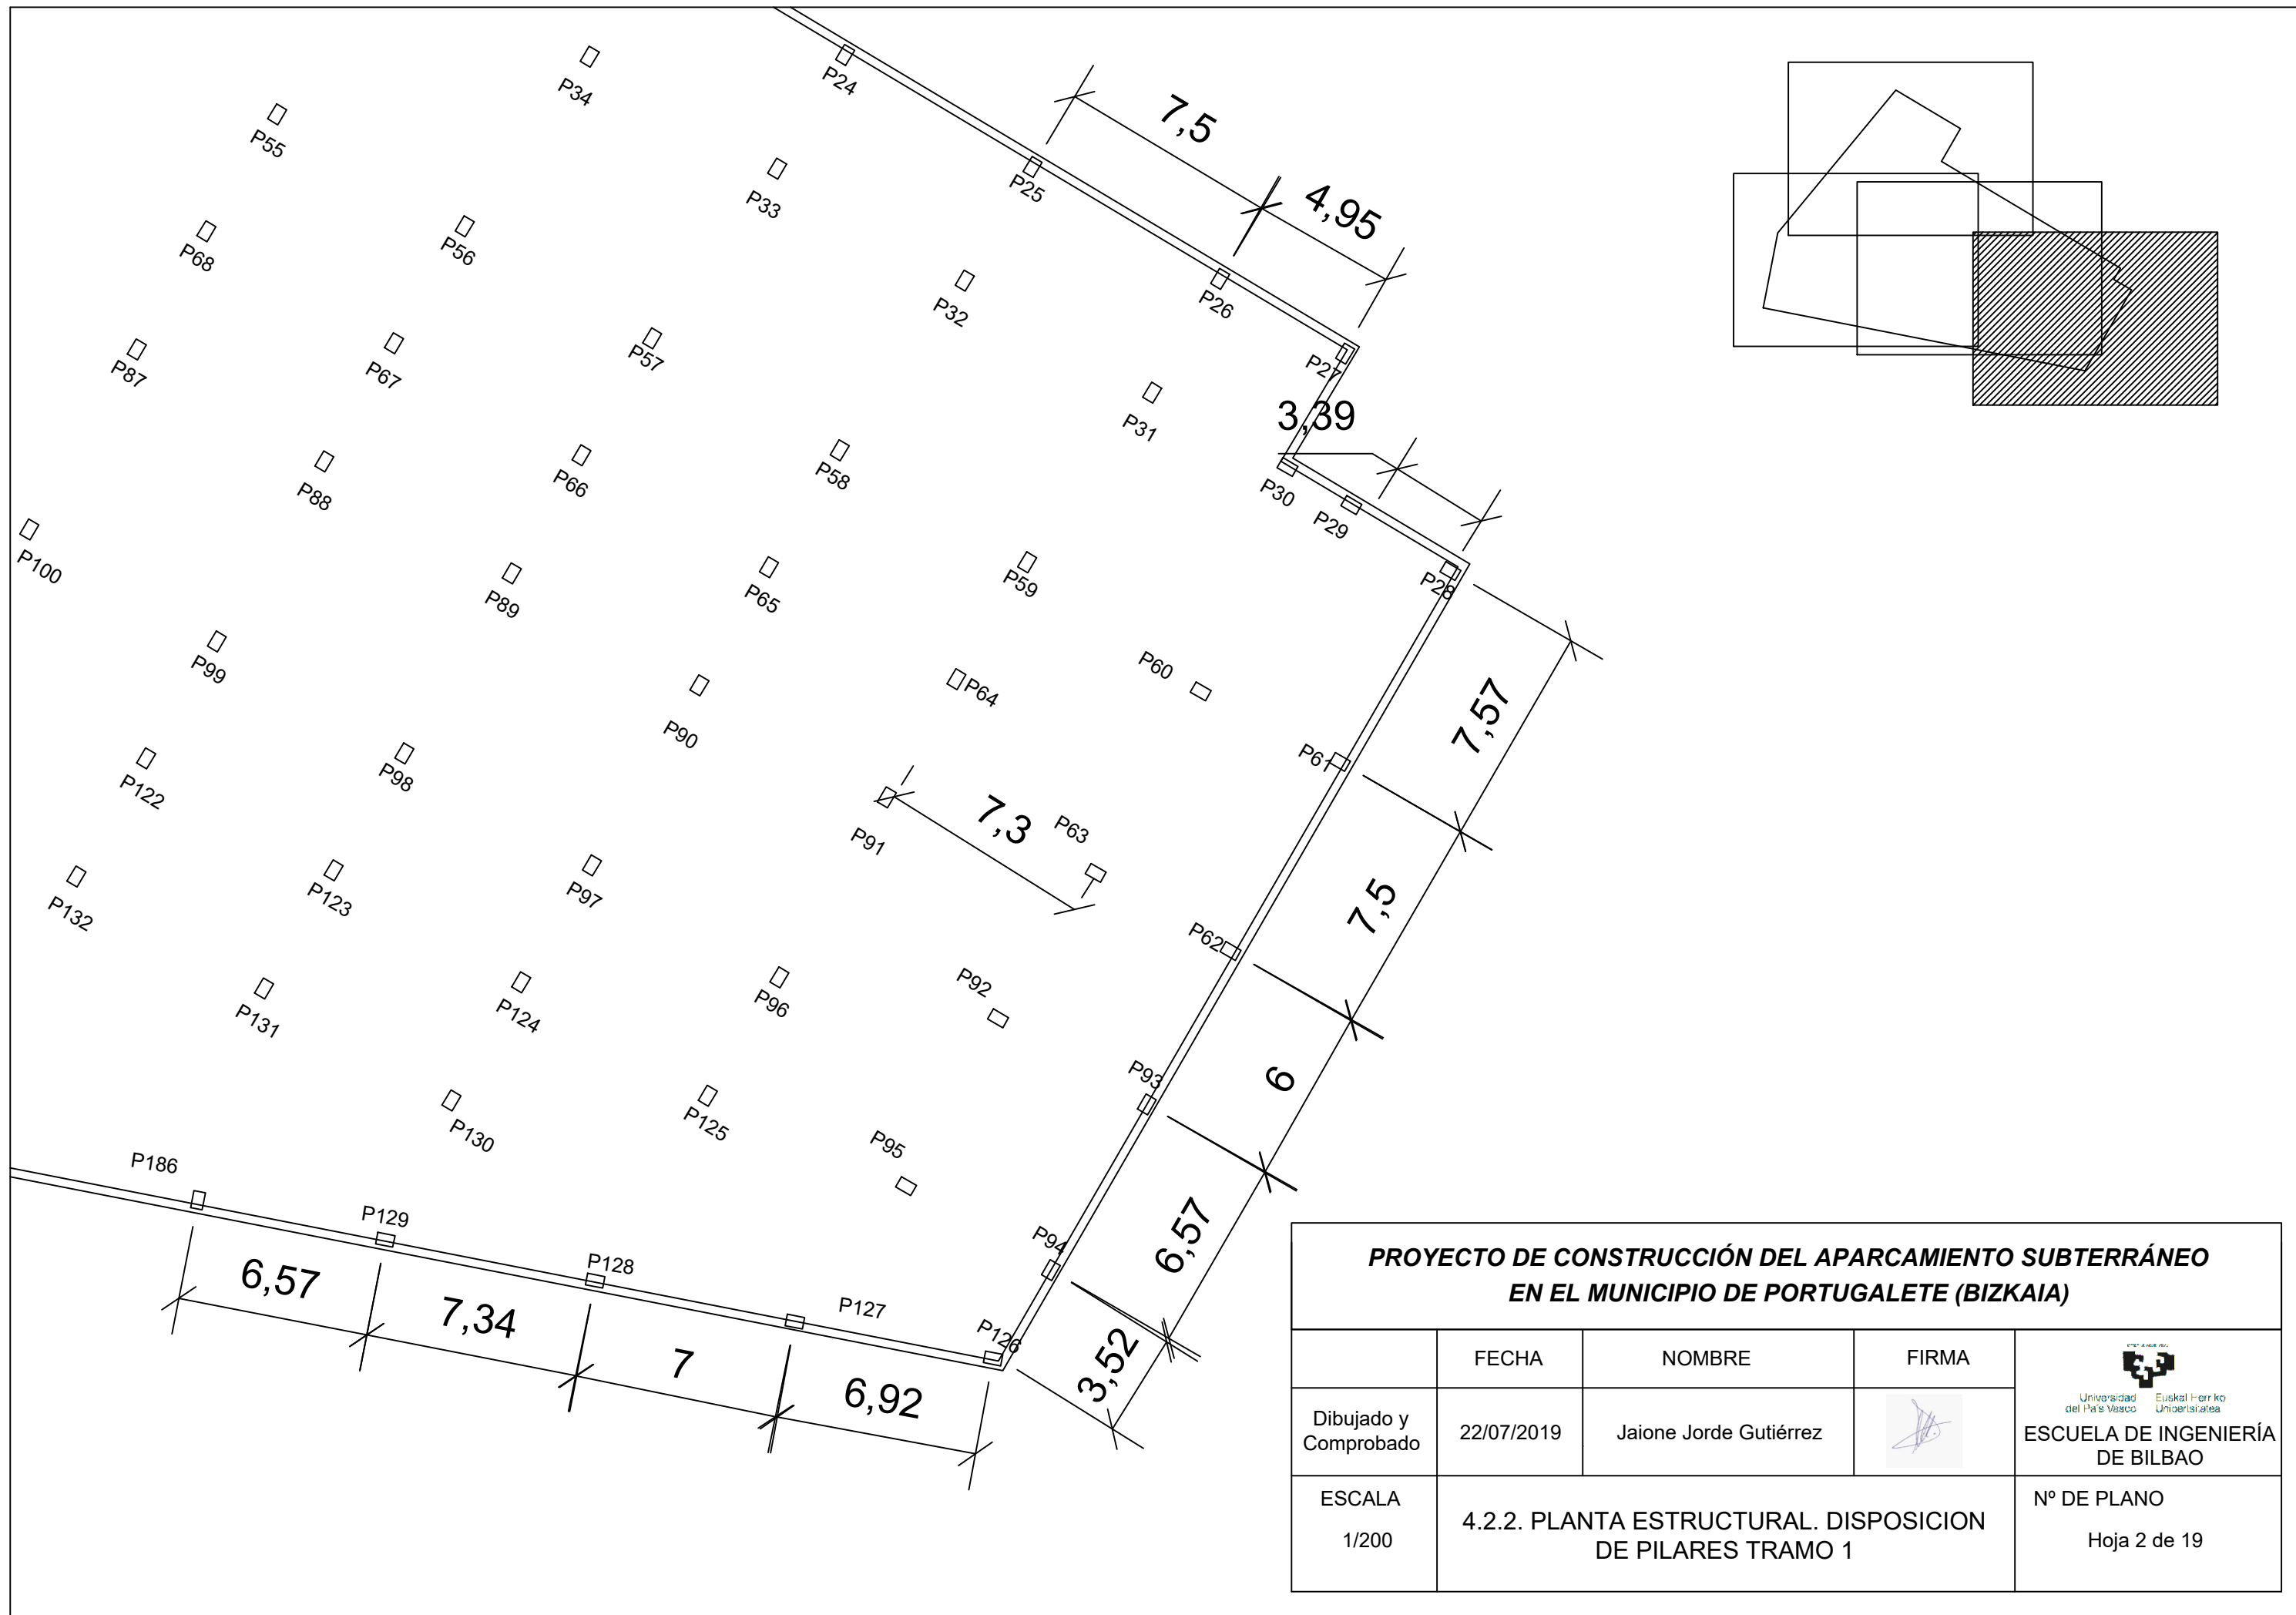 P24
P34
P55
7,5
P25
P33
4,95
P56
P68
P26
P32
P57
P27
P67
P87
3,39
P31
P58
P66
P88
P30
P29
P100
P59
P28
P65
P89
P60
P99
P64
7,57
P90
P61
P98
P122
7,3
P63
P91
7,5
P97
P123
P132
P62
P92
P96
P124
P131
6
P93
P125
P130
P95
P186
P129
P94
6,57
P128
6,57
7,34
P127
P126
7
3,52
6,92
PROYECTO DE CONSTRUCCIÓN DEL APARCAMIENTO SUBTERRÁNEO
EN EL MUNICIPIO DE PORTUGALETE (BIZKAIA)
FECHA
NOMBRE
FIRMA
Universidad
del País Vasco
Euskal Herriko
Unibertsitatea
Dibujado y
Comprobado
22/07/2019
Jaione Jorde Gutiérrez
ESCUELA DE INGENIERÍA
DE BILBAO
ESCALA
1/200
4.2.2. PLANTA ESTRUCTURAL. DISPOSICION
DE PILARES TRAMO 1
Nº DE PLANO
Hoja 2 de 19